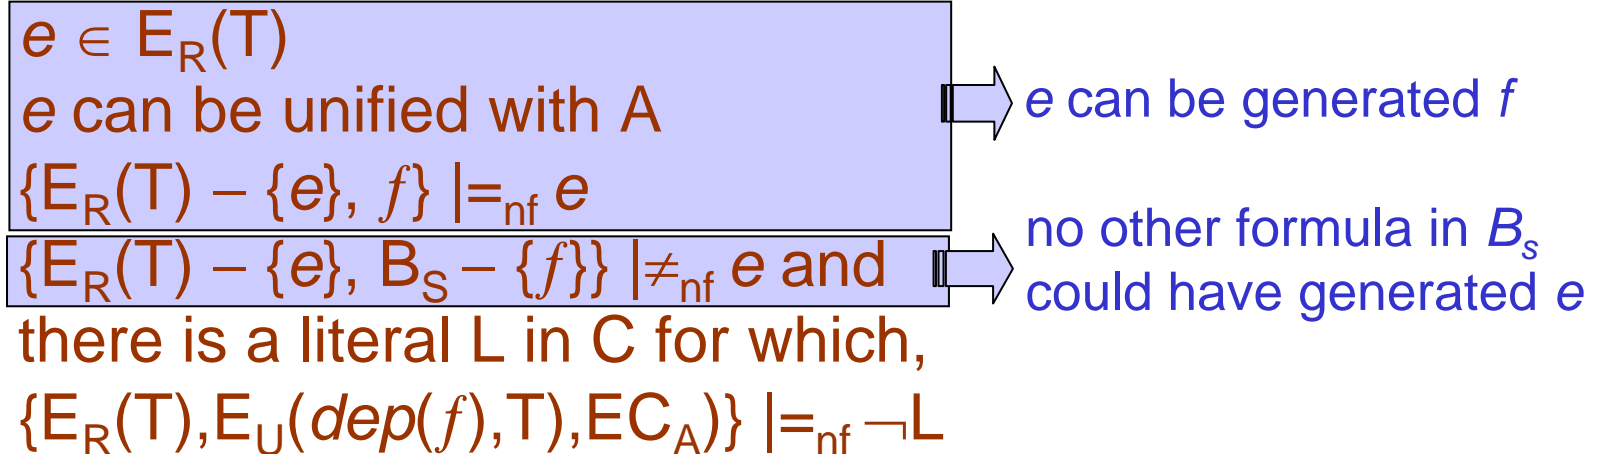 e ∈ E_R(T)
e can be unified with A
{E_R(T) – {e}, f} |=_nf e
e can be generated f
{E_R(T) – {e}, B_S – {f}} |≠_nf e and
no other formula in B_s
could have generated e
there is a literal L in C for which,
{E_R(T),E_U(dep(f),T),EC_A)} |=_nf ¬L